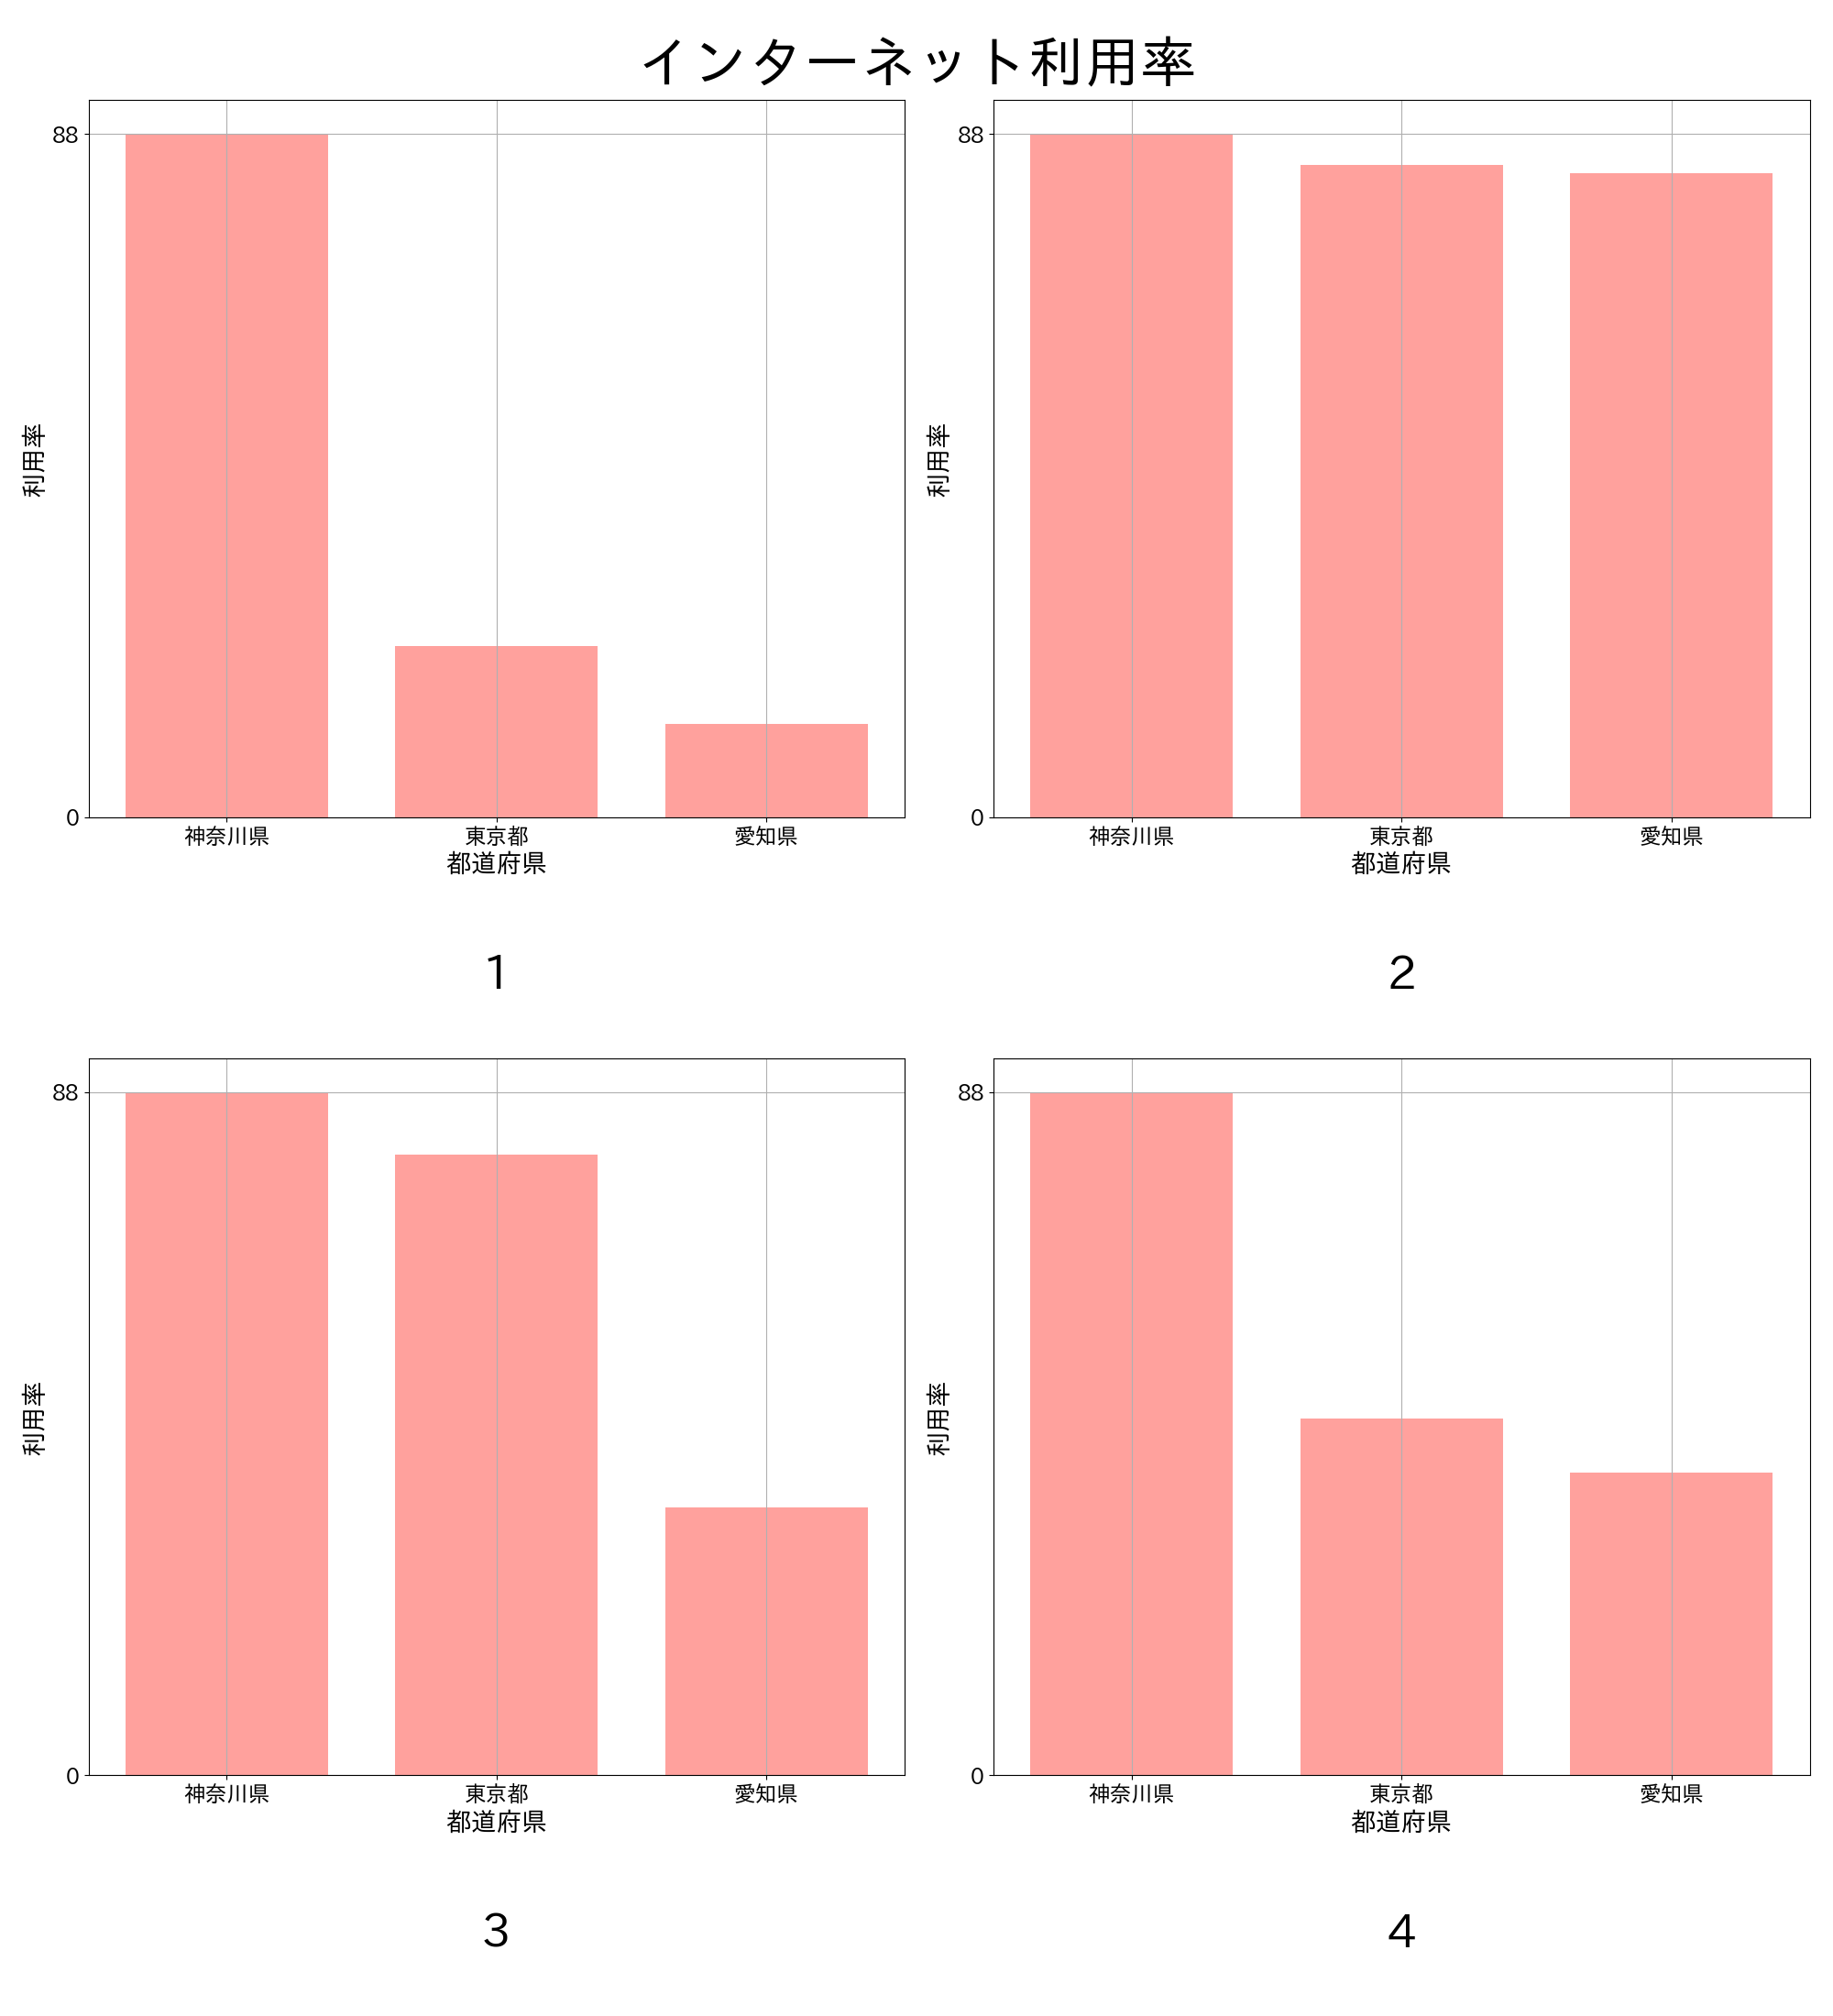 インターネット利用率
88
0
利用率
神奈川県 東京都 愛知県
都道府県
1
88
0
利用率
神奈川県 東京都 愛知県
都道府県
2
88
0
利用率
神奈川県 東京都 愛知県
都道府県
3
88
0
利用率
神奈川県 東京都 愛知県
都道府県
4